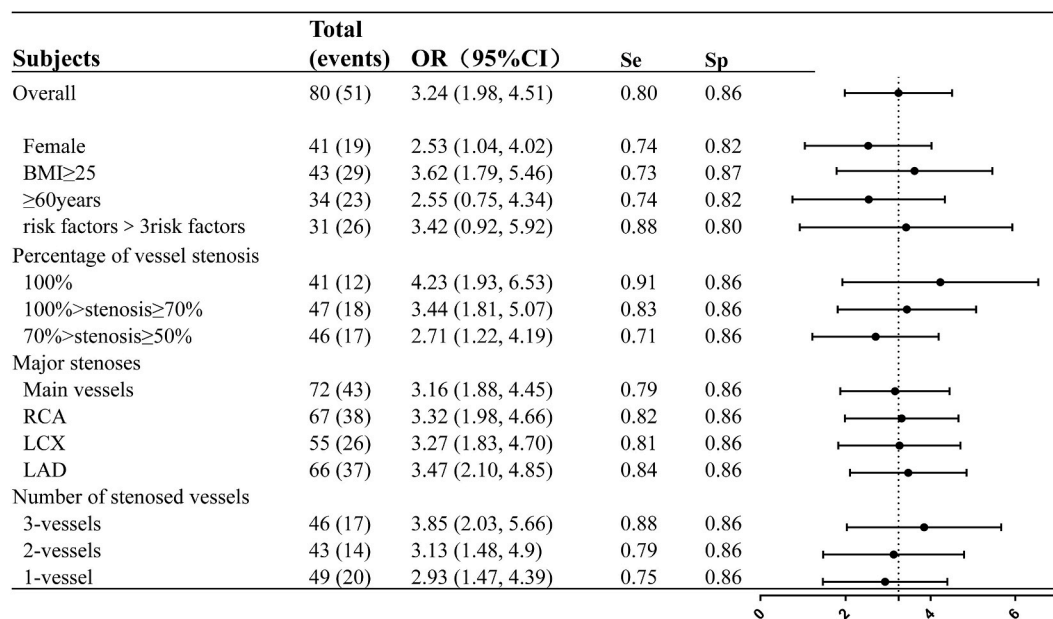 Total
Subjects (events) OR（95%CI） Se Sp
Overall 80 (51) 3.24 (1.98, 4.51) 0.80 0.86
Female 41 (19) 2.53 (1.04, 4.02) 0.74 0.82
BMI≥25 43 (29) 3.62 (1.79, 5.46) 0.73 0.87
≥60years 34 (23) 2.55 (0.75, 4.34) 0.74 0.82
risk factors > 3risk factors 31 (26) 3.42 (0.92, 5.92) 0.88 0.80
Percentage of vessel stenosis
100% 41 (12) 4.23 (1.93, 6.53) 0.91 0.86
100%>stenosis≥70% 47 (18) 3.44 (1.81, 5.07) 0.83 0.86
70%>stenosis≥50% 46 (17) 2.71 (1.22, 4.19) 0.71 0.86
Major stenoses
Main vessels 72 (43) 3.16 (1.88, 4.45) 0.79 0.86
RCA 67 (38) 3.32 (1.98, 4.66) 0.82 0.86
LCX 55 (26) 3.27 (1.83, 4.70) 0.81 0.86
LAD 66 (37) 3.47 (2.10, 4.85) 0.84 0.86
Number of stenosed vessels
3-vessels 46 (17) 3.85 (2.03, 5.66) 0.88 0.86
2-vessels 43 (14) 3.13 (1.48, 4.9) 0.79 0.86
1-vessel 49 (20) 2.93 (1.47, 4.39) 0.75 0.86
0 2 4 6